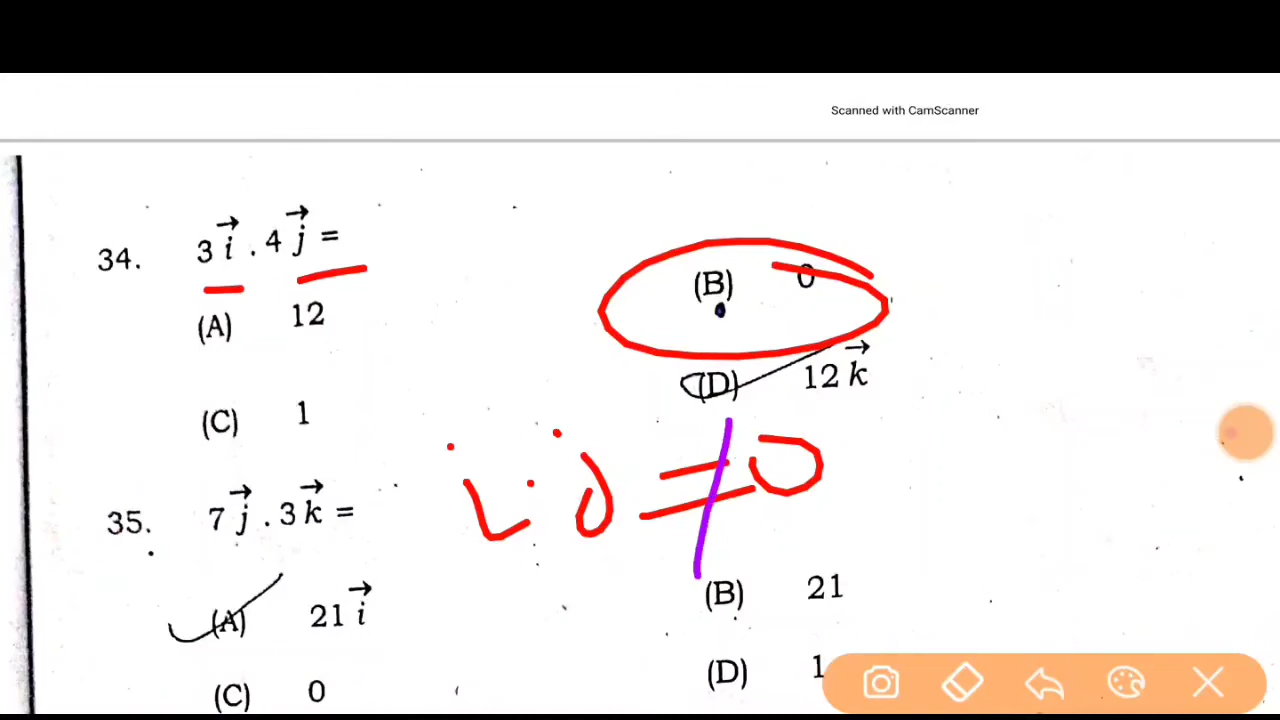 Scanned with CamScanner
34. 3 i⃗ . 4 j⃗ =
(A) 12 (B) 0
(C) 1 (D) 12 k⃗
i.j ≠ 0
35. 7 j⃗ . 3 k⃗ =
(A) 21 i⃗ (B) 21
(C) 0 (D) 1